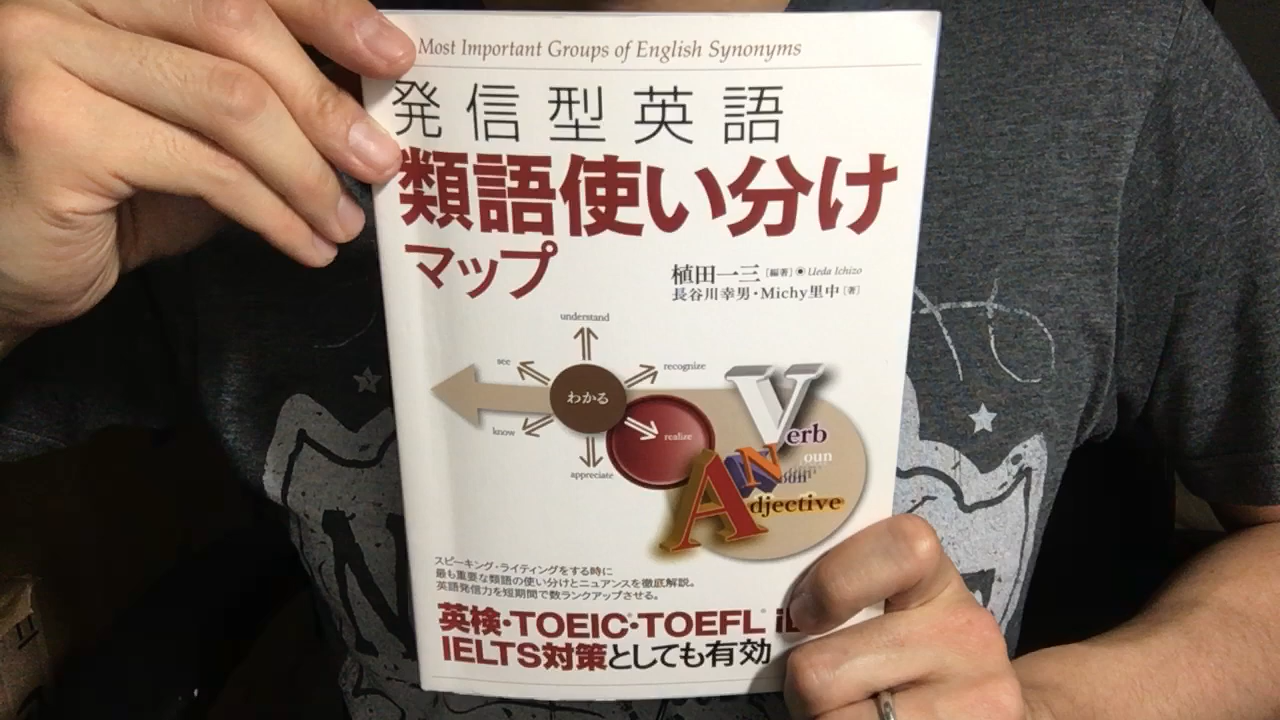 Most Important Groups of English Synonyms
発信型英語
類語使い分け
マップ
植田一三[編著]◉Ueda Ichizo
長谷川幸男・Michy里中[著]
understand
see
recognize
わかる
know
realize
appreciate
Verb
Noun
Adjective
スピーキング・ライティングをする時に
最も重要な類語の使い分けとニュアンスを徹底解説。
英語発信力を短期間で数ランクアップさせる。
英検・TOEIC®・TOEFL® i
IELTS対策としても有効